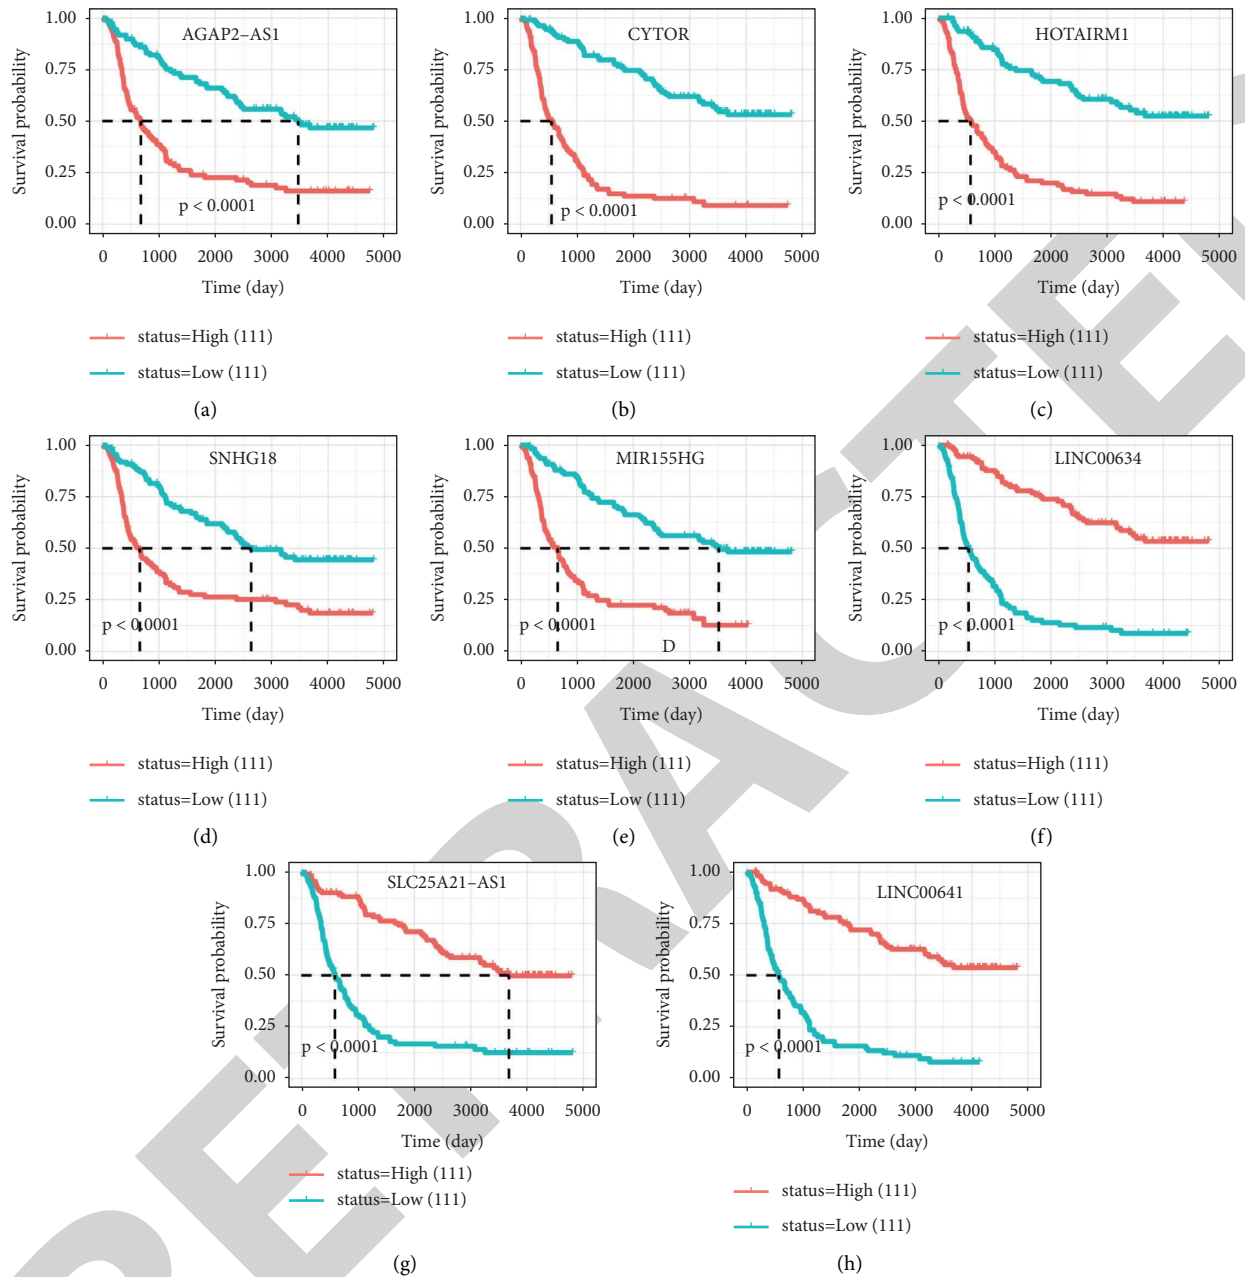 AGAP2–AS1
Survival probability
1.00
0.75
0.50
0.25
0.00
p < 0.0001
0 1000 2000 3000 4000 5000
Time (day)
status=High (111)
status=Low (111)
(a)
CYTOR
Survival probability
1.00
0.75
0.50
0.25
0.00
p < 0.0001
0 1000 2000 3000 4000 5000
Time (day)
status=High (111)
status=Low (111)
(b)
HOTAIRM1
Survival probability
1.00
0.75
0.50
0.25
0.00
p < 0.0001
0 1000 2000 3000 4000 5000
Time (day)
status=High (111)
status=Low (111)
(c)
SNHG18
Survival probability
1.00
0.75
0.50
0.25
0.00
p < 0.0001
0 1000 2000 3000 4000 5000
Time (day)
status=High (111)
status=Low (111)
(d)
MIR155HG
Survival probability
1.00
0.75
0.50
0.25
0.00
p < 0.0001
D
0 1000 2000 3000 4000 5000
Time (day)
status=High (111)
status=Low (111)
(e)
LINC00634
Survival probability
1.00
0.75
0.50
0.25
0.00
p < 0.0001
0 1000 2000 3000 4000 5000
Time (day)
status=High (111)
status=Low (111)
(f)
SLC25A21–AS1
Survival probability
1.00
0.75
0.50
0.25
0.00
p < 0.0001
0 1000 2000 3000 4000 5000
Time (day)
status=High (111)
status=Low (111)
(g)
LINC00641
Survival probability
1.00
0.75
0.50
0.25
0.00
p < 0.0001
0 1000 2000 3000 4000 5000
Time (day)
status=High (111)
status=Low (111)
(h)